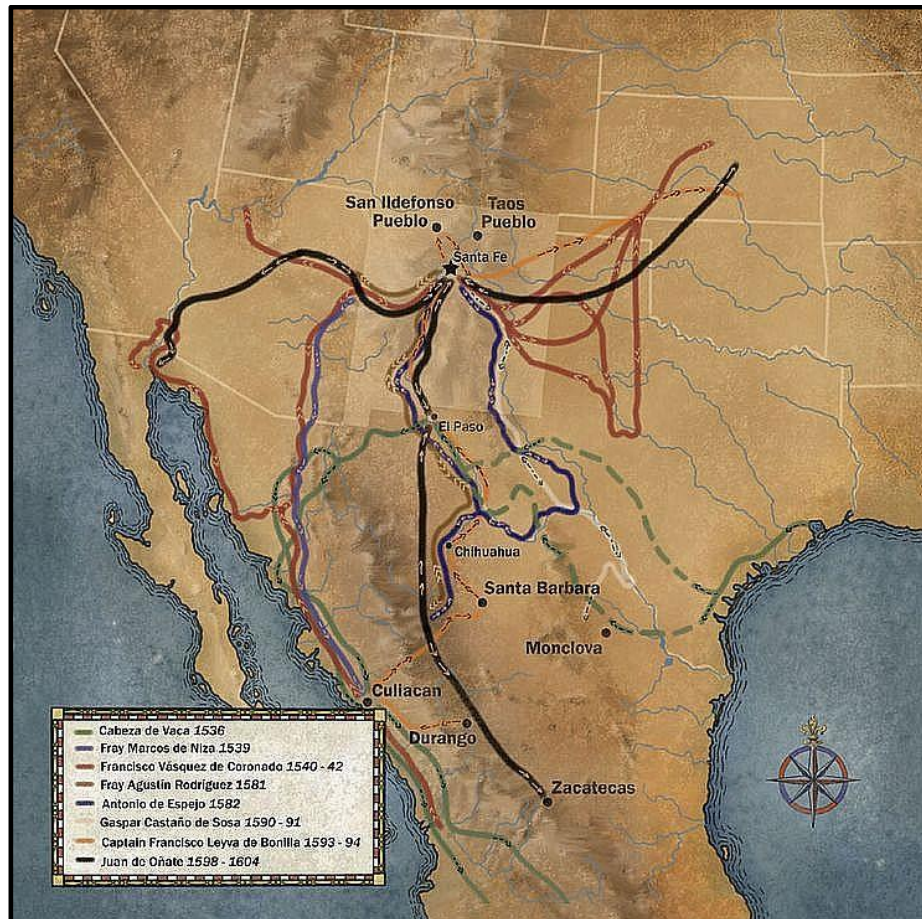 San Ildefonso
Pueblo
Taos
Pueblo
Santa Fe
El Paso
Chihuahua
Santa Barbara
Monclova
Culiacan
Durango
Zacatecas
Cabeza de Vaca 1536
Fray Marcos de Niza 1539
Francisco Vásquez de Coronado 1540 - 42
Fray Agustín Rodríguez 1581
Antonio de Espejo 1582
Gaspar Castaño de Sosa 1590 - 91
Captain Francisco Leyva de Bonilla 1593 - 94
Juan de Oñate 1598 - 1604